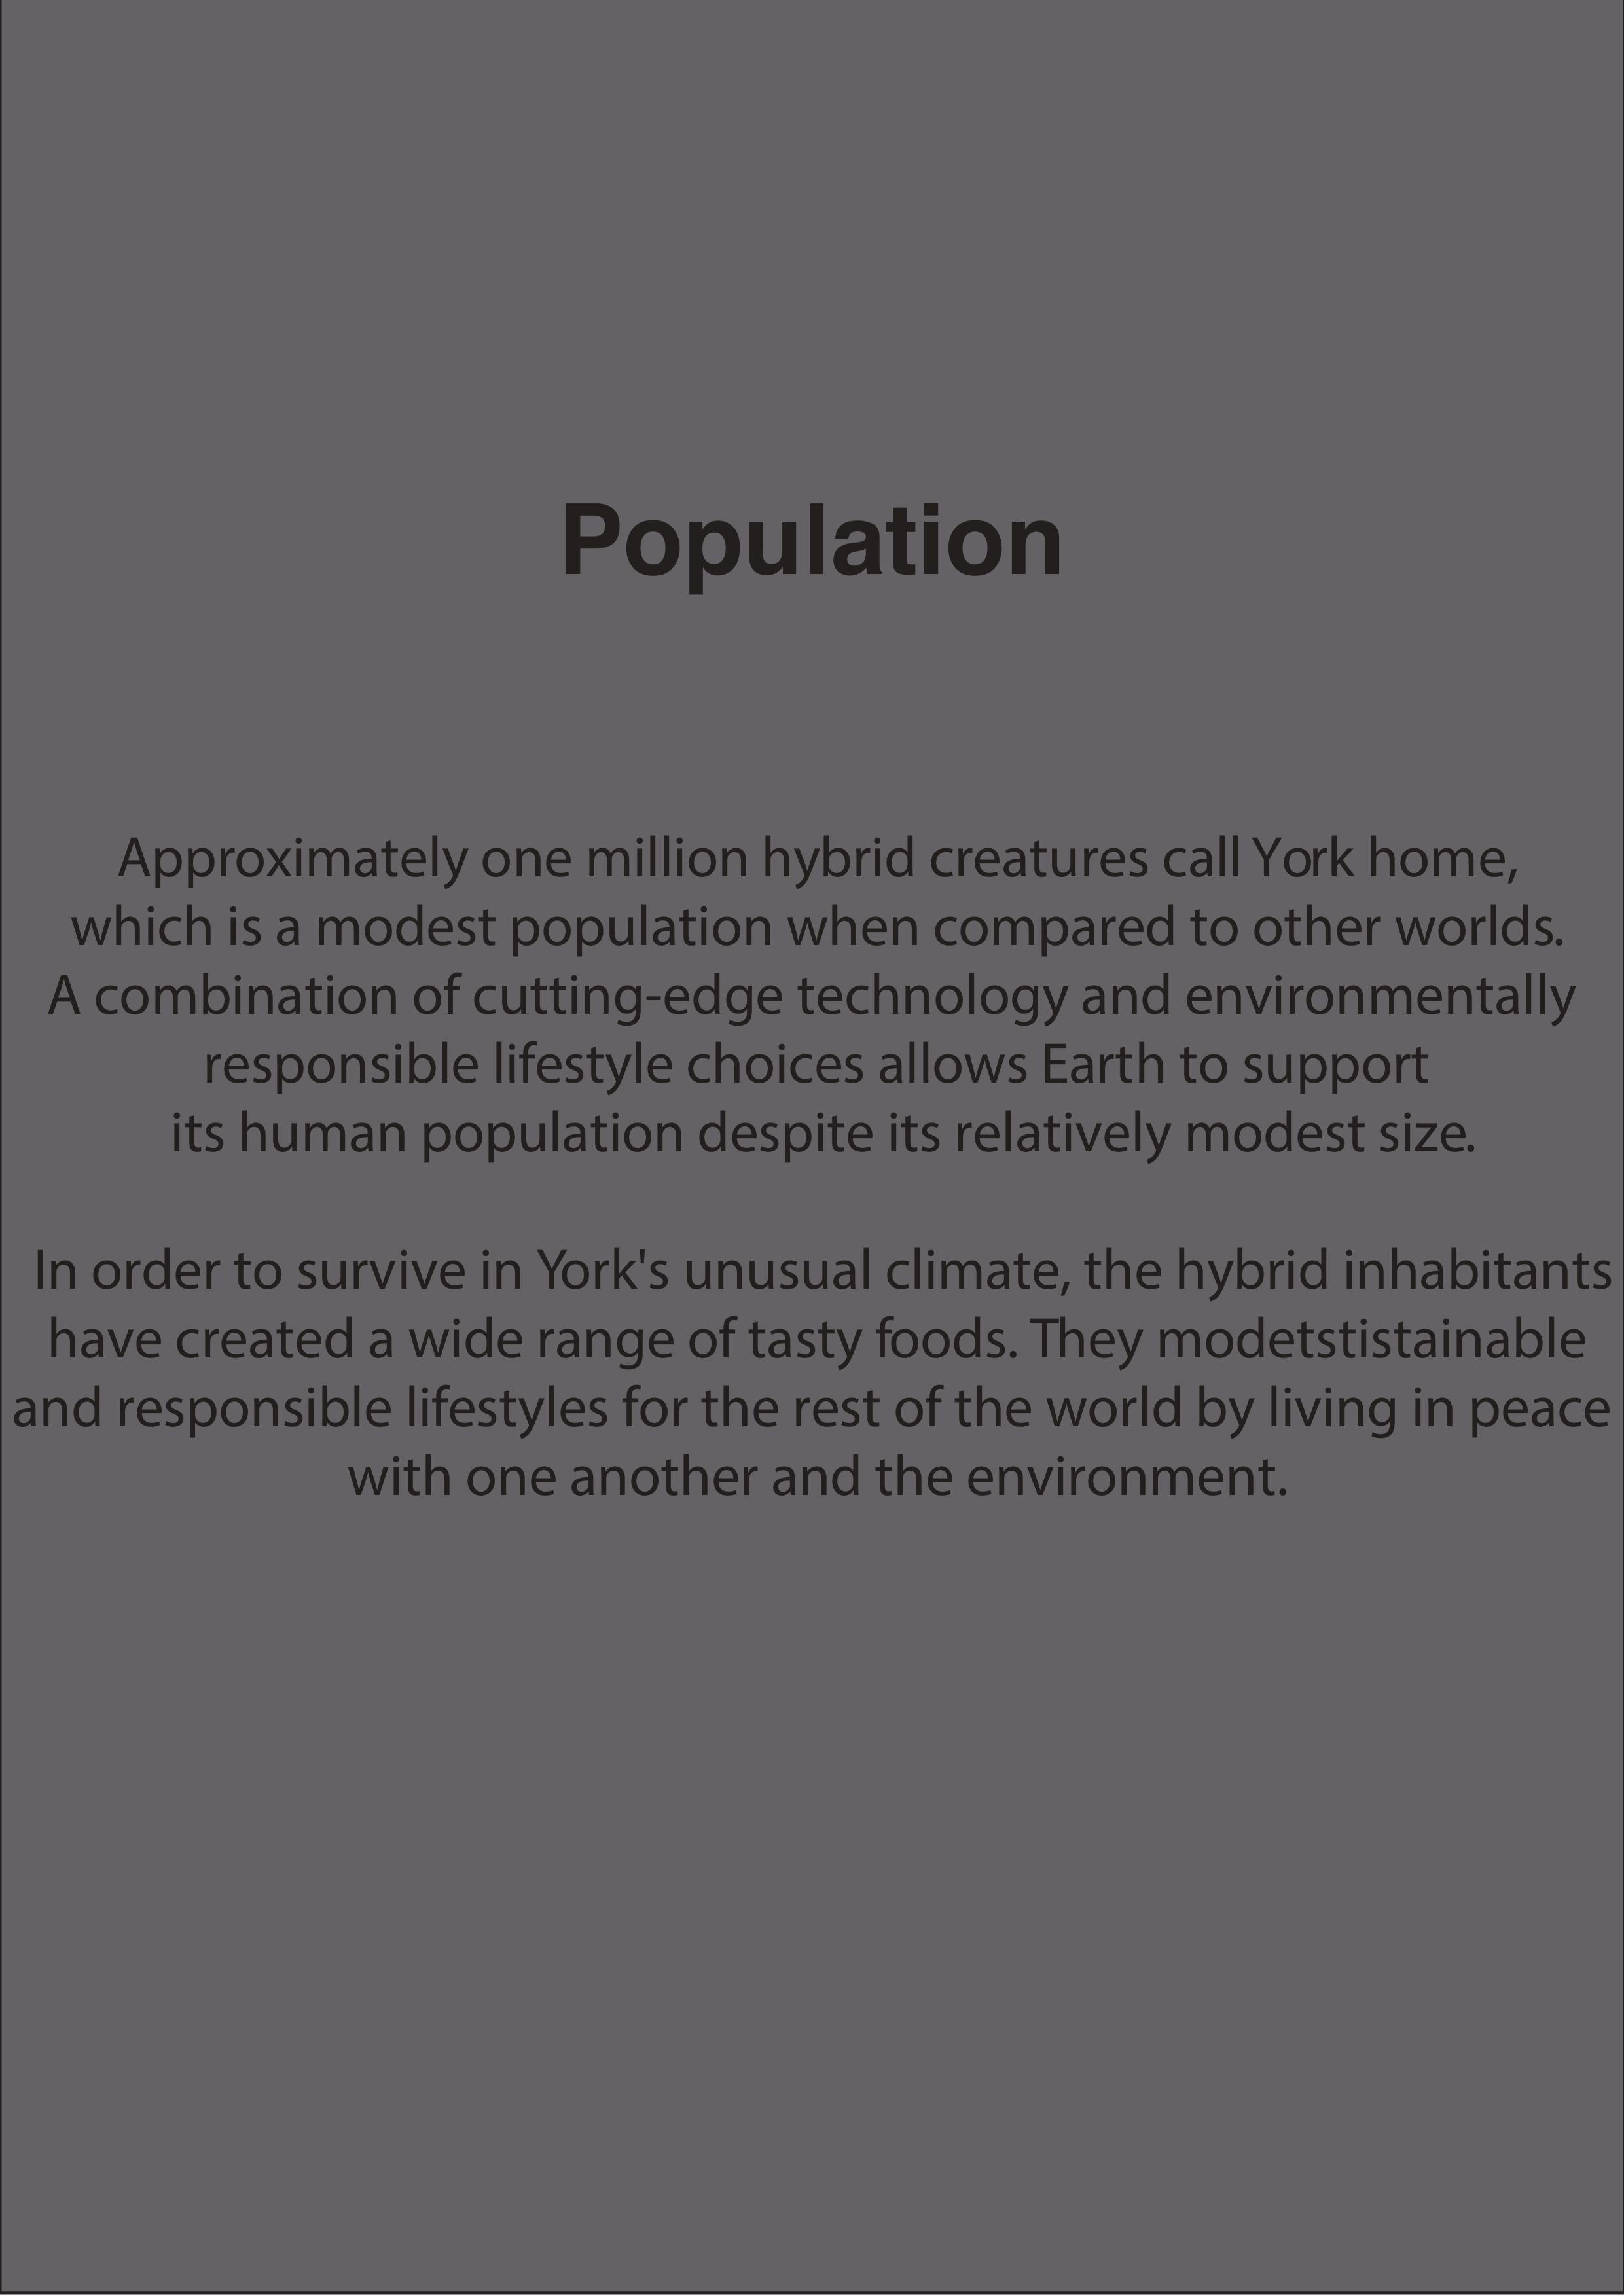 Population
Approximately one million hybrid creatures call York home,
which is a modest population when compared to other worlds.
A combination of cutting-edge technology and environmentally
responsible lifestyle choices allows Earth to support
its human population despite its relatively modest size.
In order to survive in York's unusual climate, the hybrid inhabitants
have created a wide range of tasty foods. They modetstistainable
and responsible lifestyles for the rest of the world by living in peace
with one another and the environment.